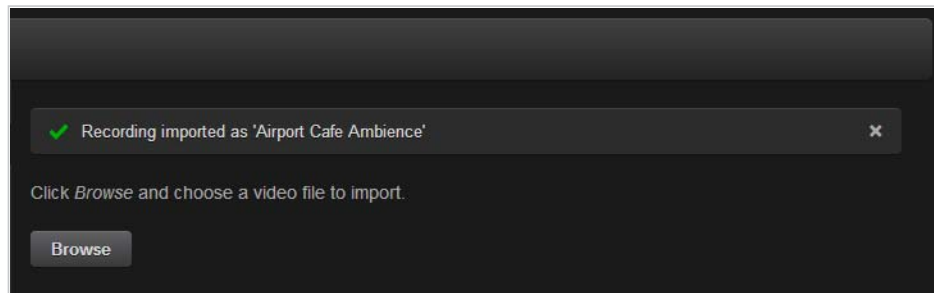 Recording imported as 'Airport Cafe Ambience'
Click Browse and choose a video file to import.
Browse